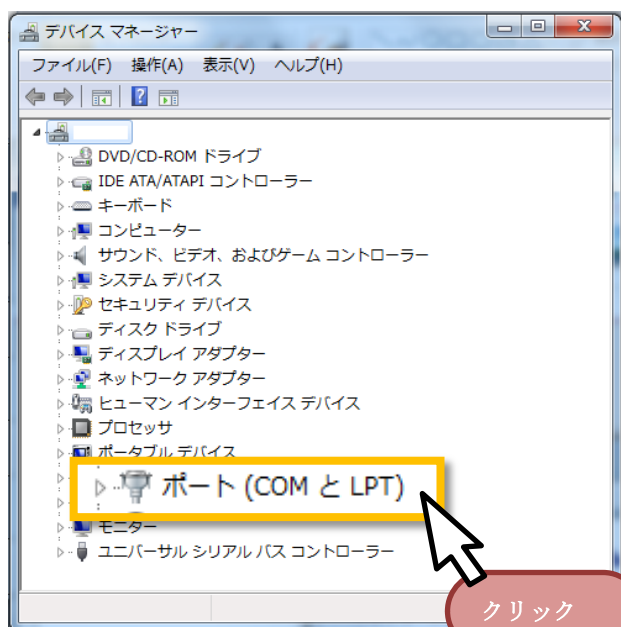 デバイス マネージャー
ファイル(F) 操作(A) 表示(V) ヘルプ(H)
DVD/CD-ROM ドライブ
IDE ATA/ATAPI コントローラー
キーボード
コンピューター
サウンド、ビデオ、およびゲーム コントローラー
システム デバイス
セキュリティ デバイス
ディスク ドライブ
ディスプレイ アダプター
ネットワーク アダプター
ヒューマン インターフェイス デバイス
プロセッサ
ポータブル デバイス
ポート (COM と LPT)
モニター
ユニバーサル シリアル バス コントローラー
クリック